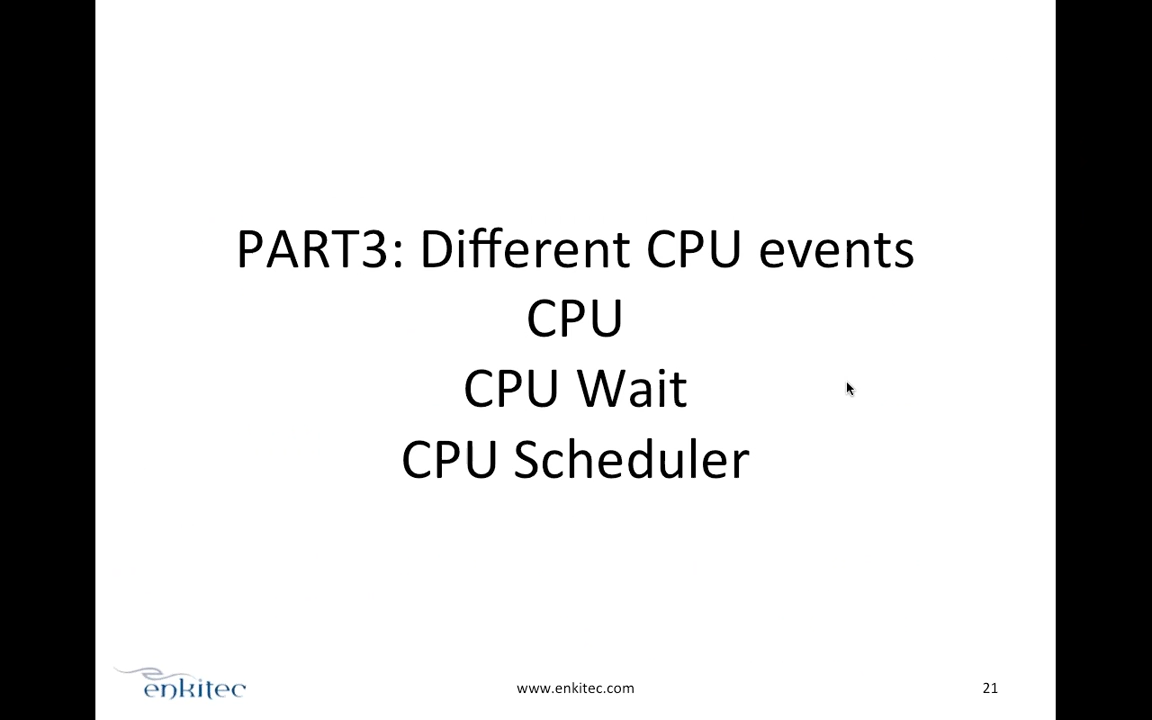 PART3: Different CPU events
CPU
CPU Wait
CPU Scheduler
enkitec
www.enkitec.com
21